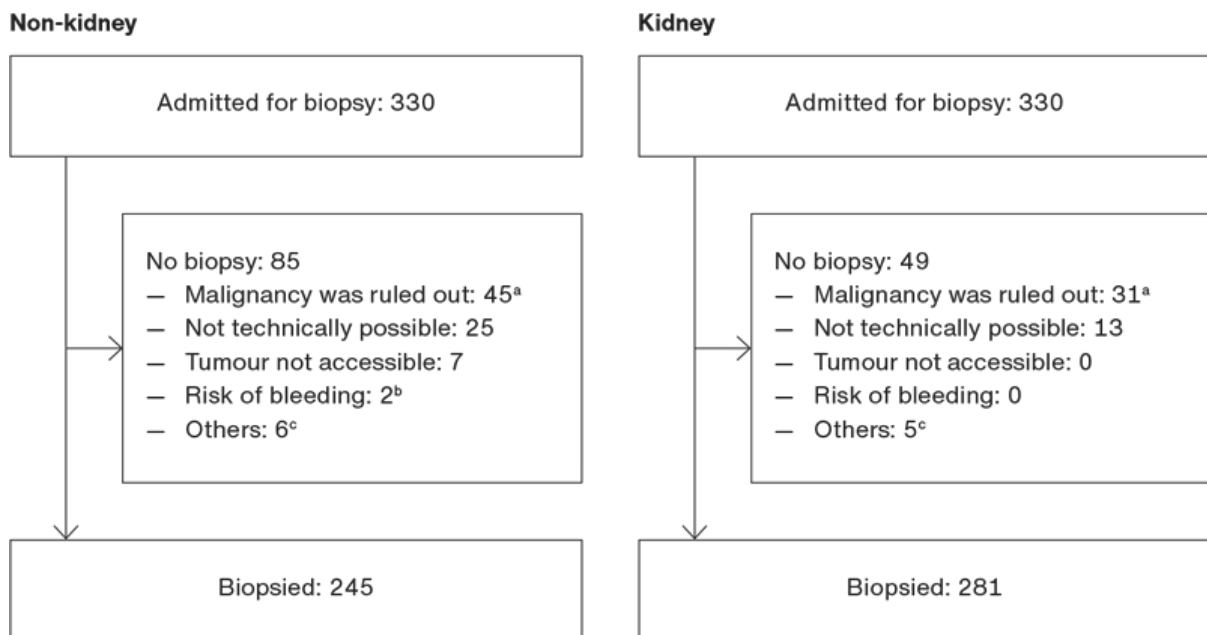 Non-kidney
Admitted for biopsy: 330
No biopsy: 85
— Malignancy was ruled out: 45ᵃ
— Not technically possible: 25
— Tumour not accessible: 7
— Risk of bleeding: 2ᵇ
— Others: 6ᶜ
Biopsied: 245
Kidney
Admitted for biopsy: 330
No biopsy: 49
— Malignancy was ruled out: 31ᵃ
— Not technically possible: 13
— Tumour not accessible: 0
— Risk of bleeding: 0
— Others: 5ᶜ
Biopsied: 281